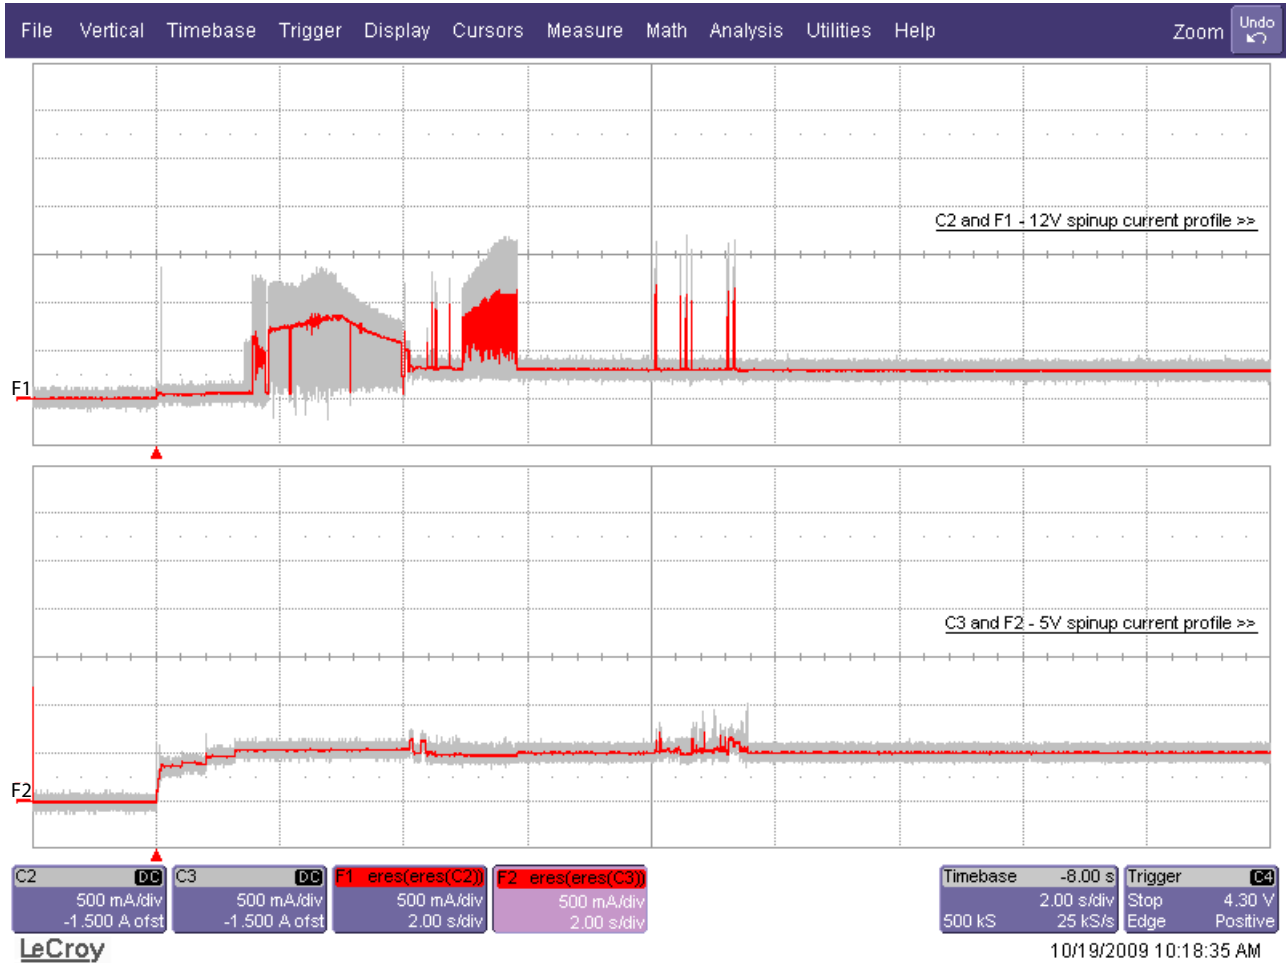 File Vertical Timebase Trigger Display Cursors Measure Math Analysis Utilities Help Zoom Undo
C2 and F1 - 12V spinup current profile >>
F1
C3 and F2 - 5V spinup current profile >>
F2
C2 DC
500 mA/div
-1.500 A ofst
C3 DC
500 mA/div
-1.500 A ofst
F1 eres(eres(C2))
500 mA/div
2.00 s/div
F2 eres(eres(C3))
500 mA/div
2.00 s/div
Timebase -8.00 s
2.00 s/div
500 kS 25 kS/s
Trigger C4
Stop 4.30 V
Edge Positive
LeCroy
10/19/2009 10:18:35 AM